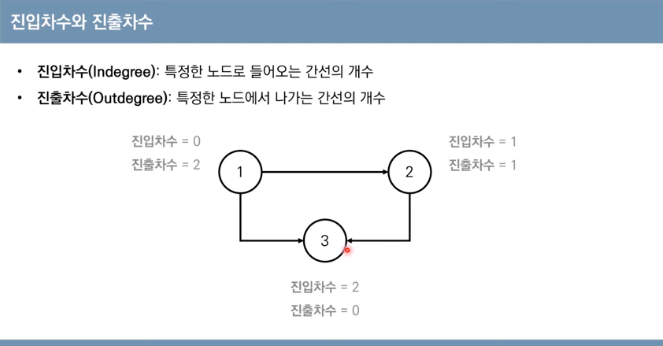 진입차수와 진출차수
• 진입차수(Indegree): 특정한 노드로 들어오는 간선의 개수
• 진출차수(Outdegree): 특정한 노드에서 나가는 간선의 개수
진입차수 = 0
진출차수 = 2
1
2
진입차수 = 1
진출차수 = 1
3
진입차수 = 2
진출차수 = 0